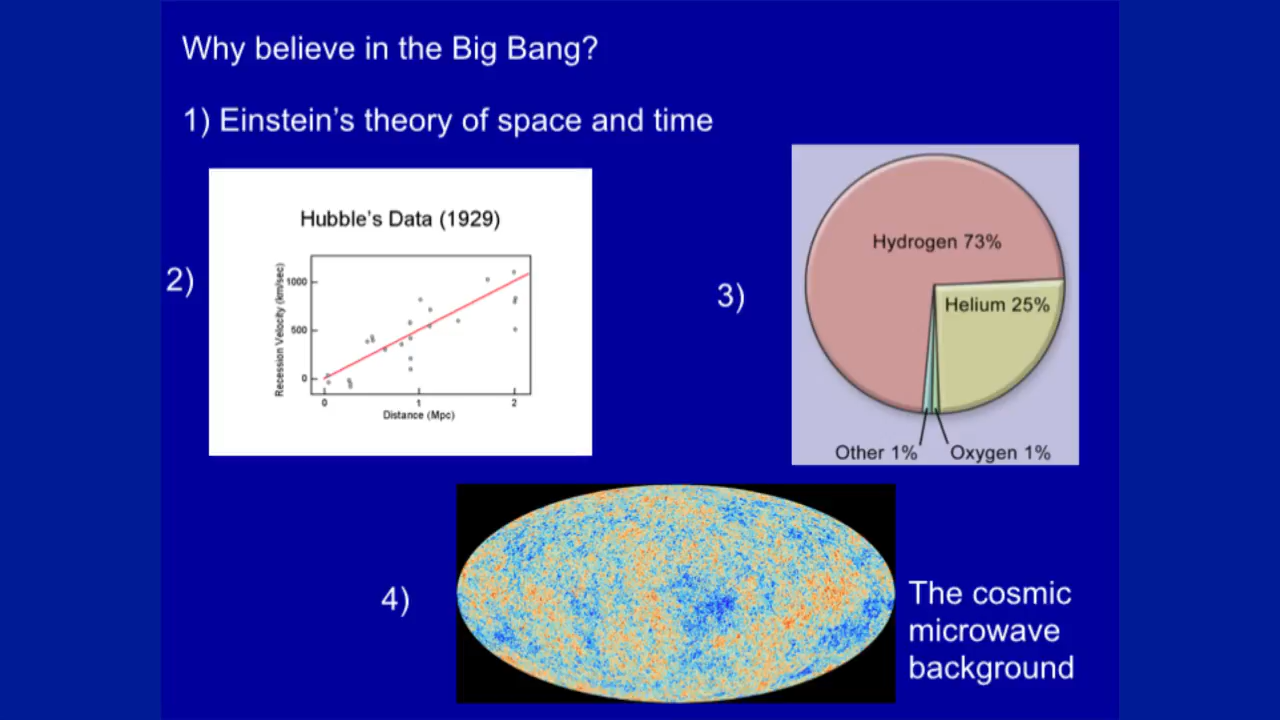 Why believe in the Big Bang?
1) Einstein's theory of space and time
2)
Hubble's Data (1929)
Recession Velocity (km/sec)
1000
500
0
0 1 2
Distance (Mpc)
3)
Hydrogen 73%
Helium 25%
Other 1% Oxygen 1%
4)
The cosmic
microwave
background